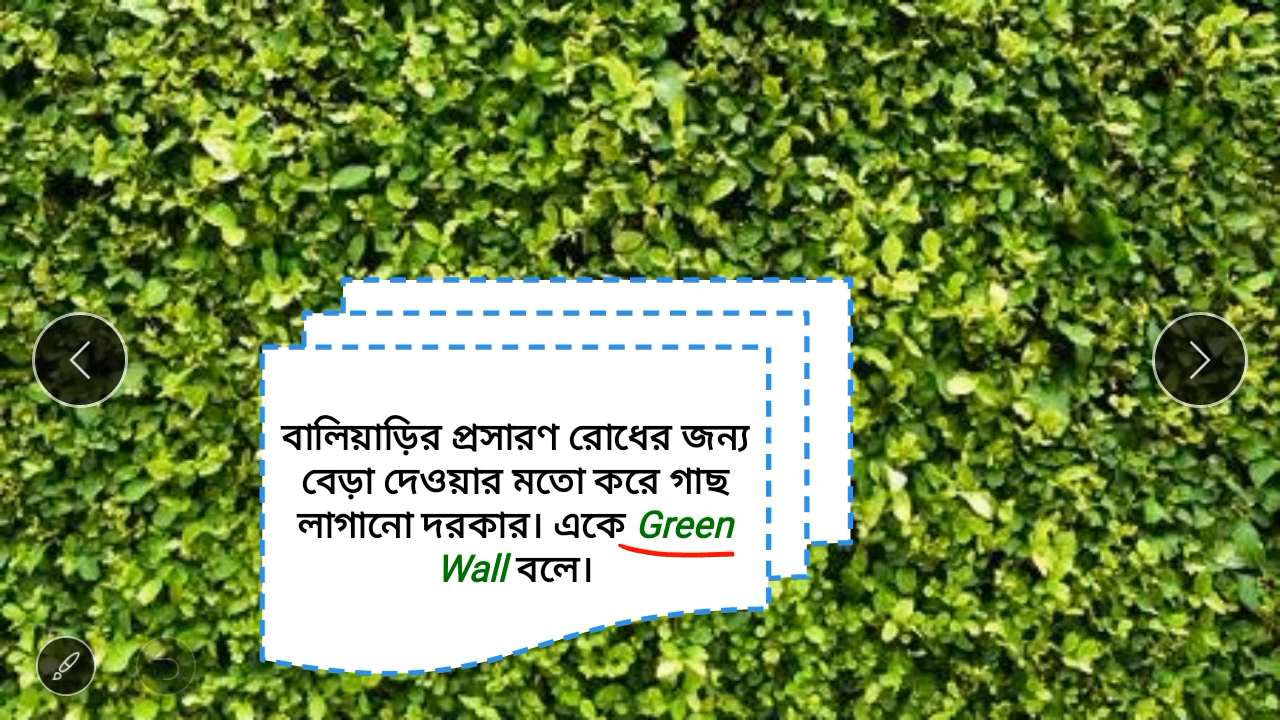 বালিয়াড়ির প্রসারণ রোধের জন্য
বেড়া দেওয়ার মতো করে গাছ
লাগানো দরকার। একে Green
Wall বলে।